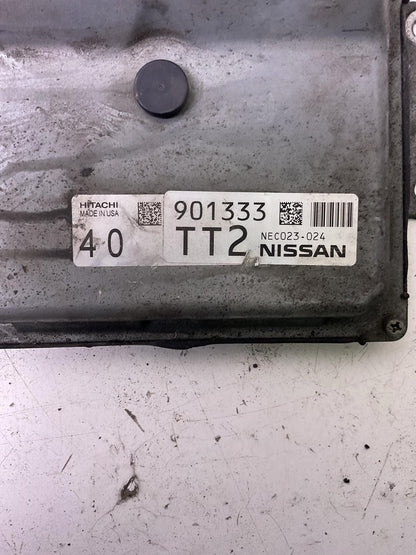 HITACHI
MADE IN USA
40
901333
TT2
NEC023-024
NISSAN